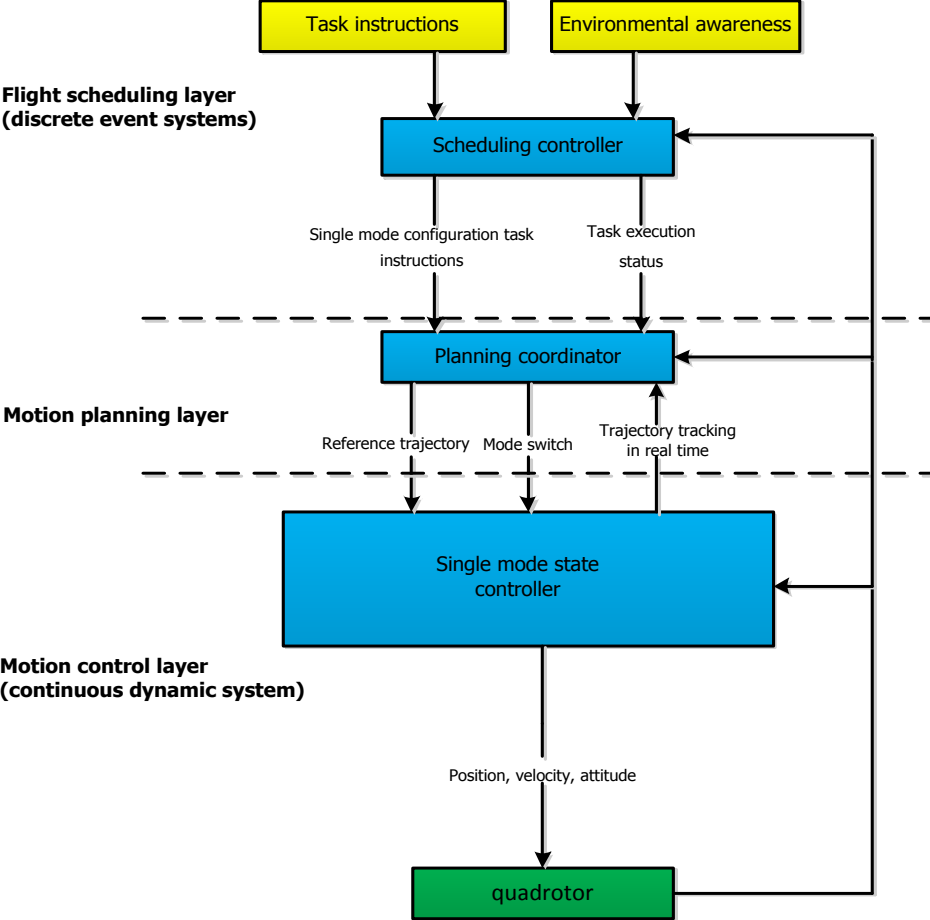 Task instructions
Environmental awareness
Flight scheduling layer
(discrete event systems)
Scheduling controller
Single mode configuration task
instructions
Task execution
status
Planning coordinator
Motion planning layer
Reference trajectory
Mode switch
Trajectory tracking
in real time
Single mode state
controller
Motion control layer
(continuous dynamic system)
Position, velocity, attitude
quadrotor